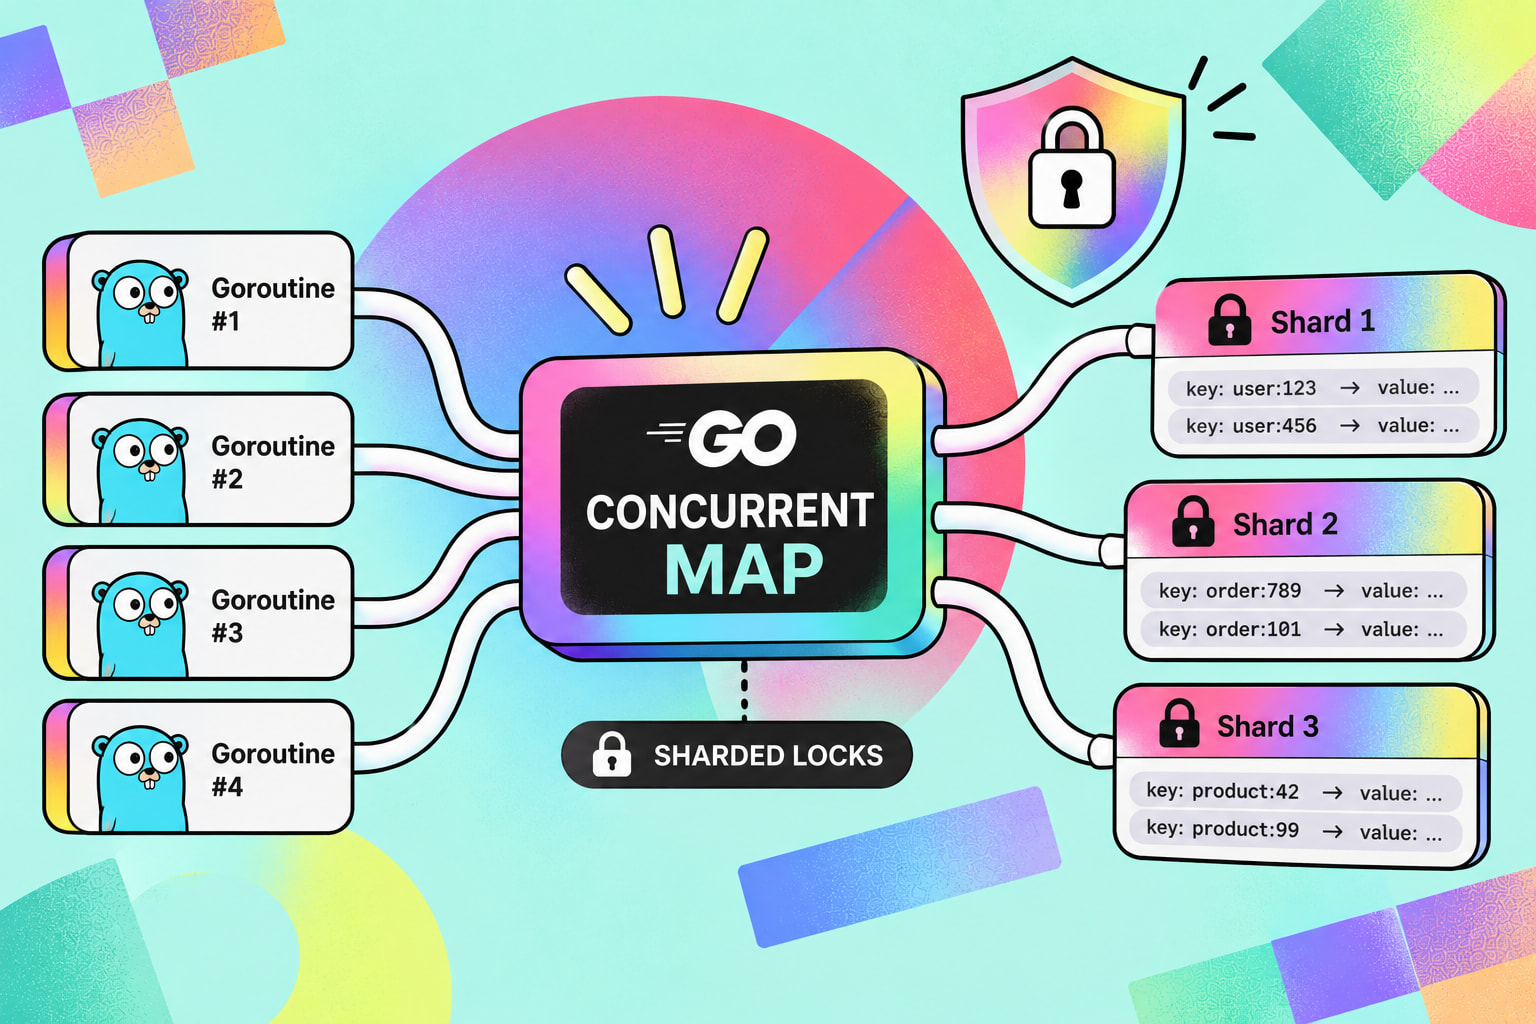 Goroutine
#1
Goroutine
#2
Goroutine
#3
Goroutine
#4
GO
CONCURRENT
MAP
SHARDED LOCKS
Shard 1
key: user:123 → value: ...
key: user:456 → value: ...
Shard 2
key: order:789 → value: ...
key: order:101 → value: ...
Shard 3
key: product:42 → value: ...
key: product:99 → value: ...